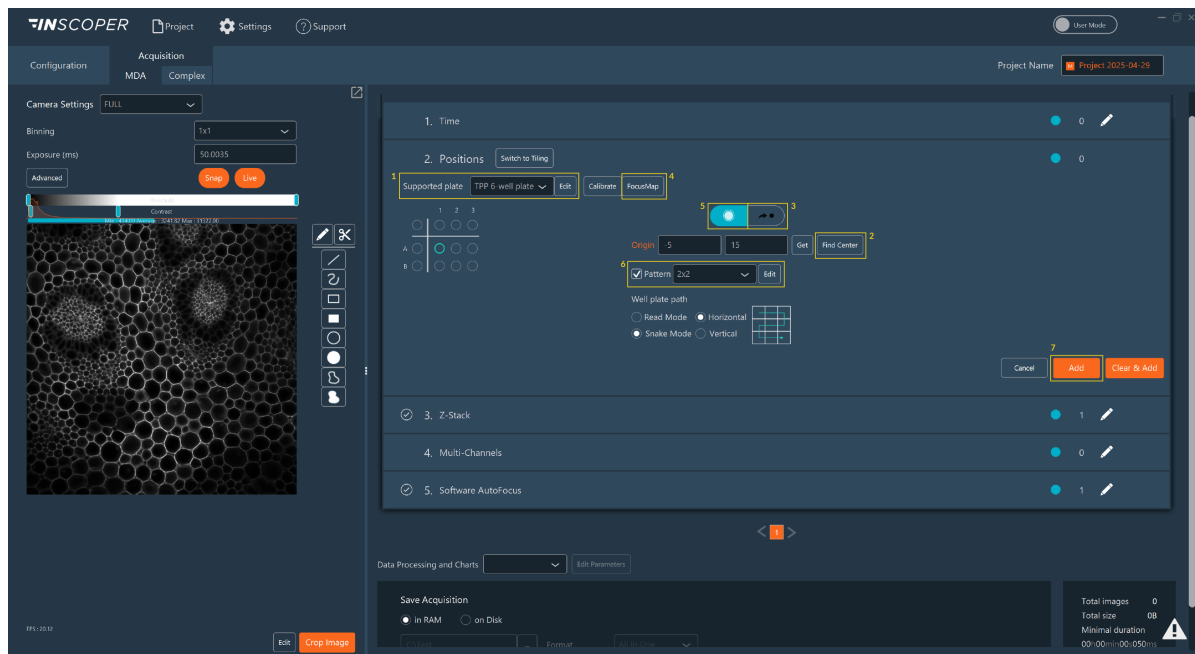 INSCOPER Project Settings ? Support User Mode
Configuration Acquisition Project Name M Project 2025-04-29
MDA Complex
Camera Settings FULL
Binning 1x1
Exposure (ms) 50.0035
Advanced Snap Live
Contrast
1. Time 0
2. Positions Switch to Tiling 0
1 Supported plate TPP 6-well plate Edit Calibrate FocusMap 4
5 3
1 2 3
A
B
Origin 5 15 Get Find Center 2
6 Pattern 2x2 Edit
Well plate path
Read Mode Horizontal
Snake Mode Vertical
7
Cancel Add Clear & Add
3. Z-Stack 1
4. Multi-Channels 0
5. Software AutoFocus 1
< 1 >
Data Processing and Charts Edit Parameters
Save Acquisition
in RAM on Disk
Format All In One
Total images 0
Total size 0B
Minimal duration
00h00min00s050ms
FPS : 20.12
Edit Crop Image